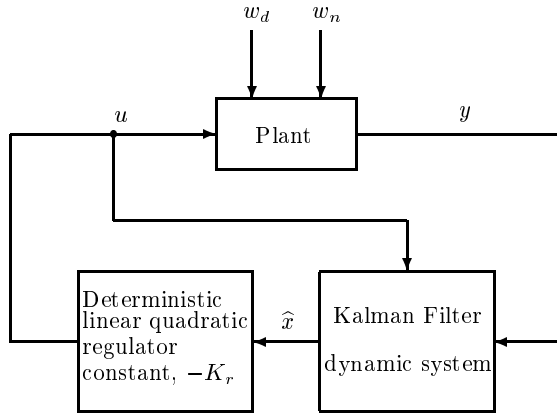 w_d w_n
u
Plant
y
Deterministic
linear quadratic
regulator
constant, −K_r
x̂
Kalman Filter
dynamic system